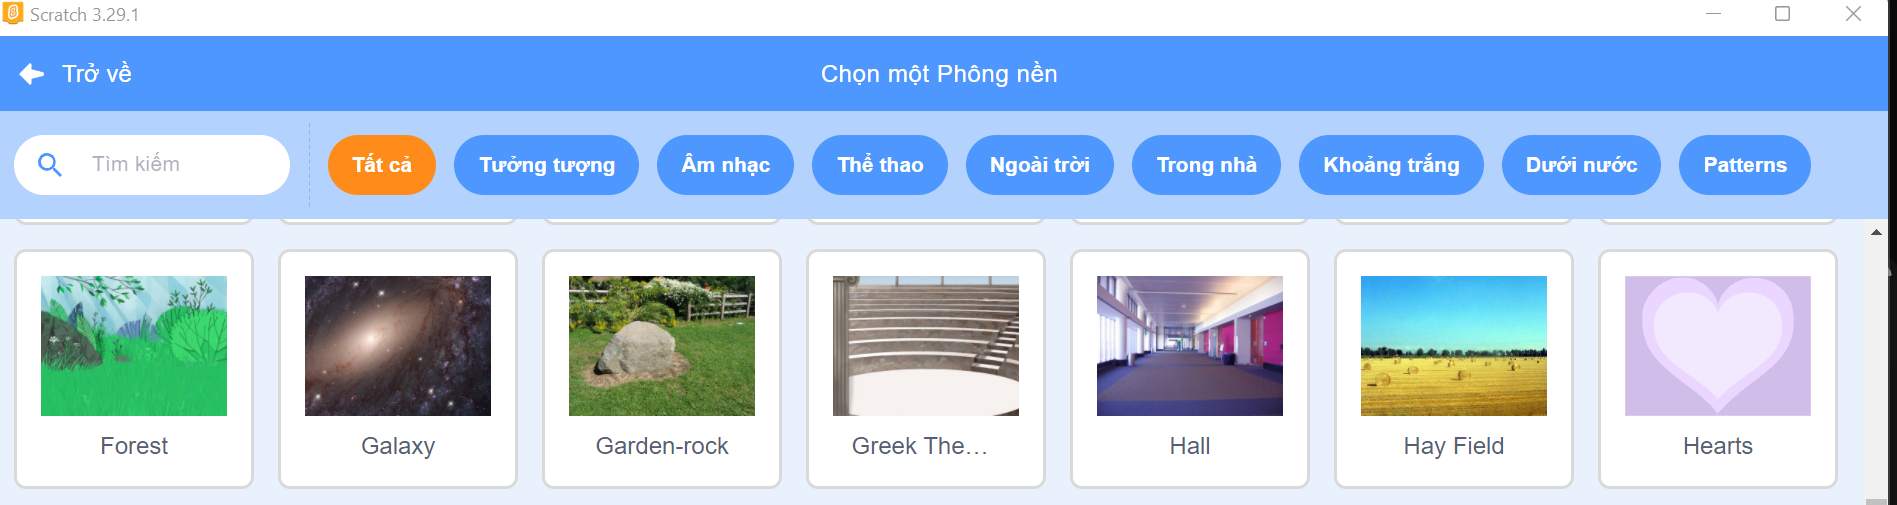 Scratch 3.29.1
Trở về
Chọn một Phông nền
Tìm kiếm
Tất cả
Tưởng tượng
Âm nhạc
Thể thao
Ngoài trời
Trong nhà
Khoảng trắng
Dưới nước
Patterns
Forest
Galaxy
Garden-rock
Greek The...
Hall
Hay Field
Hearts